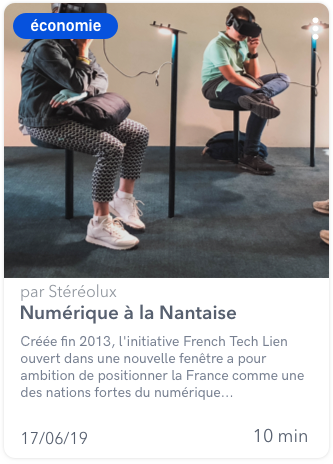 économie
par Stéréolux
Numérique à la Nantaise
Créée fin 2013, l'initiative French Tech Lien
ouvert dans une nouvelle fenêtre a pour
ambition de positionner la France comme une
des nations fortes du numérique...
17/06/19
10 min